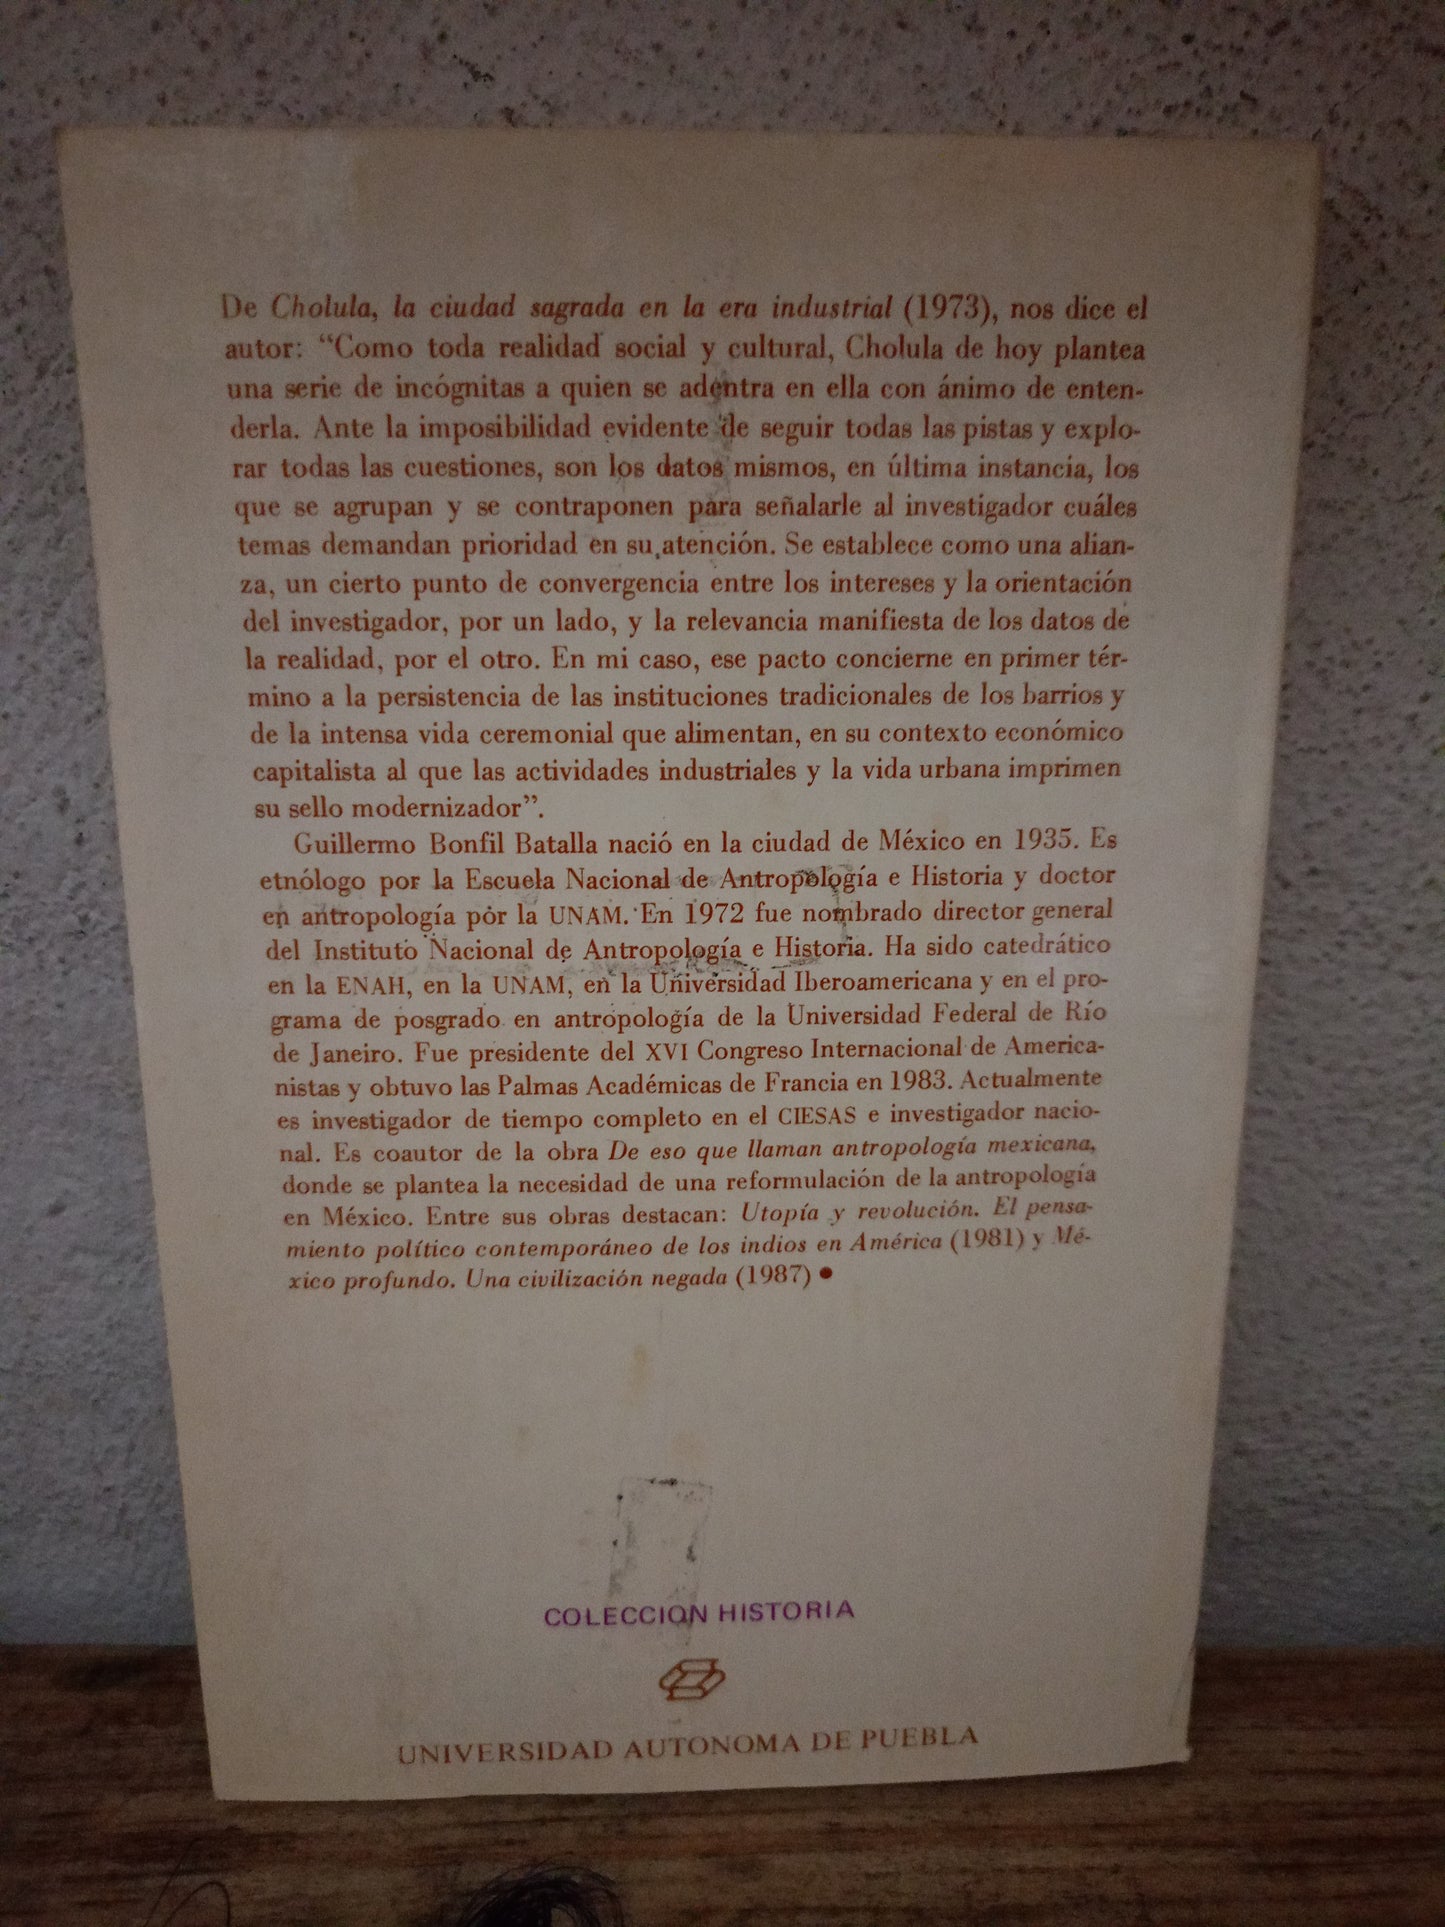 De Cholula, la ciudad sagrada en la era industrial (1973), nos dice el
autor: “Como toda realidad social y cultural, Cholula de hoy plantea
una serie de incógnitas a quien se adentra en ella con ánimo de enten-
derla. Ante la imposibilidad evidente de seguir todas las pistas y explo-
rar todas las cuestiones, son los datos mismos, en última instancia, los
que se agrupan y se contraponen para señalarle al investigador cuáles
temas demandan prioridad en su atención. Se establece como una alian-
za, un cierto punto de convergencia entre los intereses y la orientación
del investigador, por un lado, y la relevancia manifiesta de los datos de
la realidad, por el otro. En mi caso, ese pacto concierne en primer tér-
mino a la persistencia de las instituciones tradicionales de los barrios y
de la intensa vida ceremonial que alimentan, en su contexto económico
capitalista al que las actividades industriales y la vida urbana imprimen
su sello modernizador”.
Guillermo Bonfil Batalla nació en la ciudad de México en 1935. Es
etnólogo por la Escuela Nacional de Antropología e Historia y doctor
en antropología por la UNAM. En 1972 fue nombrado director general
del Instituto Nacional de Antropología e Historia. Ha sido catedrático
en la ENAH, en la UNAM, en la Universidad Iberoamericana y en el pro-
grama de posgrado en antropología de la Universidad Federal de Río
de Janeiro. Fue presidente del XVI Congreso Internacional de America-
nistas y obtuvo las Palmas Académicas de Francia en 1983. Actualmente
es investigador de tiempo completo en el CIESAS e investigador nacio-
nal. Es coautor de la obra De eso que llaman antropología mexicana,
donde se plantea la necesidad de una reformulación de la antropología
en México. Entre sus obras destacan: Utopía y revolución. El pensa-
miento político contemporáneo de los indios en América (1981) y Mé-
xico profundo. Una civilización negada (1987) ●
COLECCION HISTORIA
UNIVERSIDAD AUTONOMA DE PUEBLA